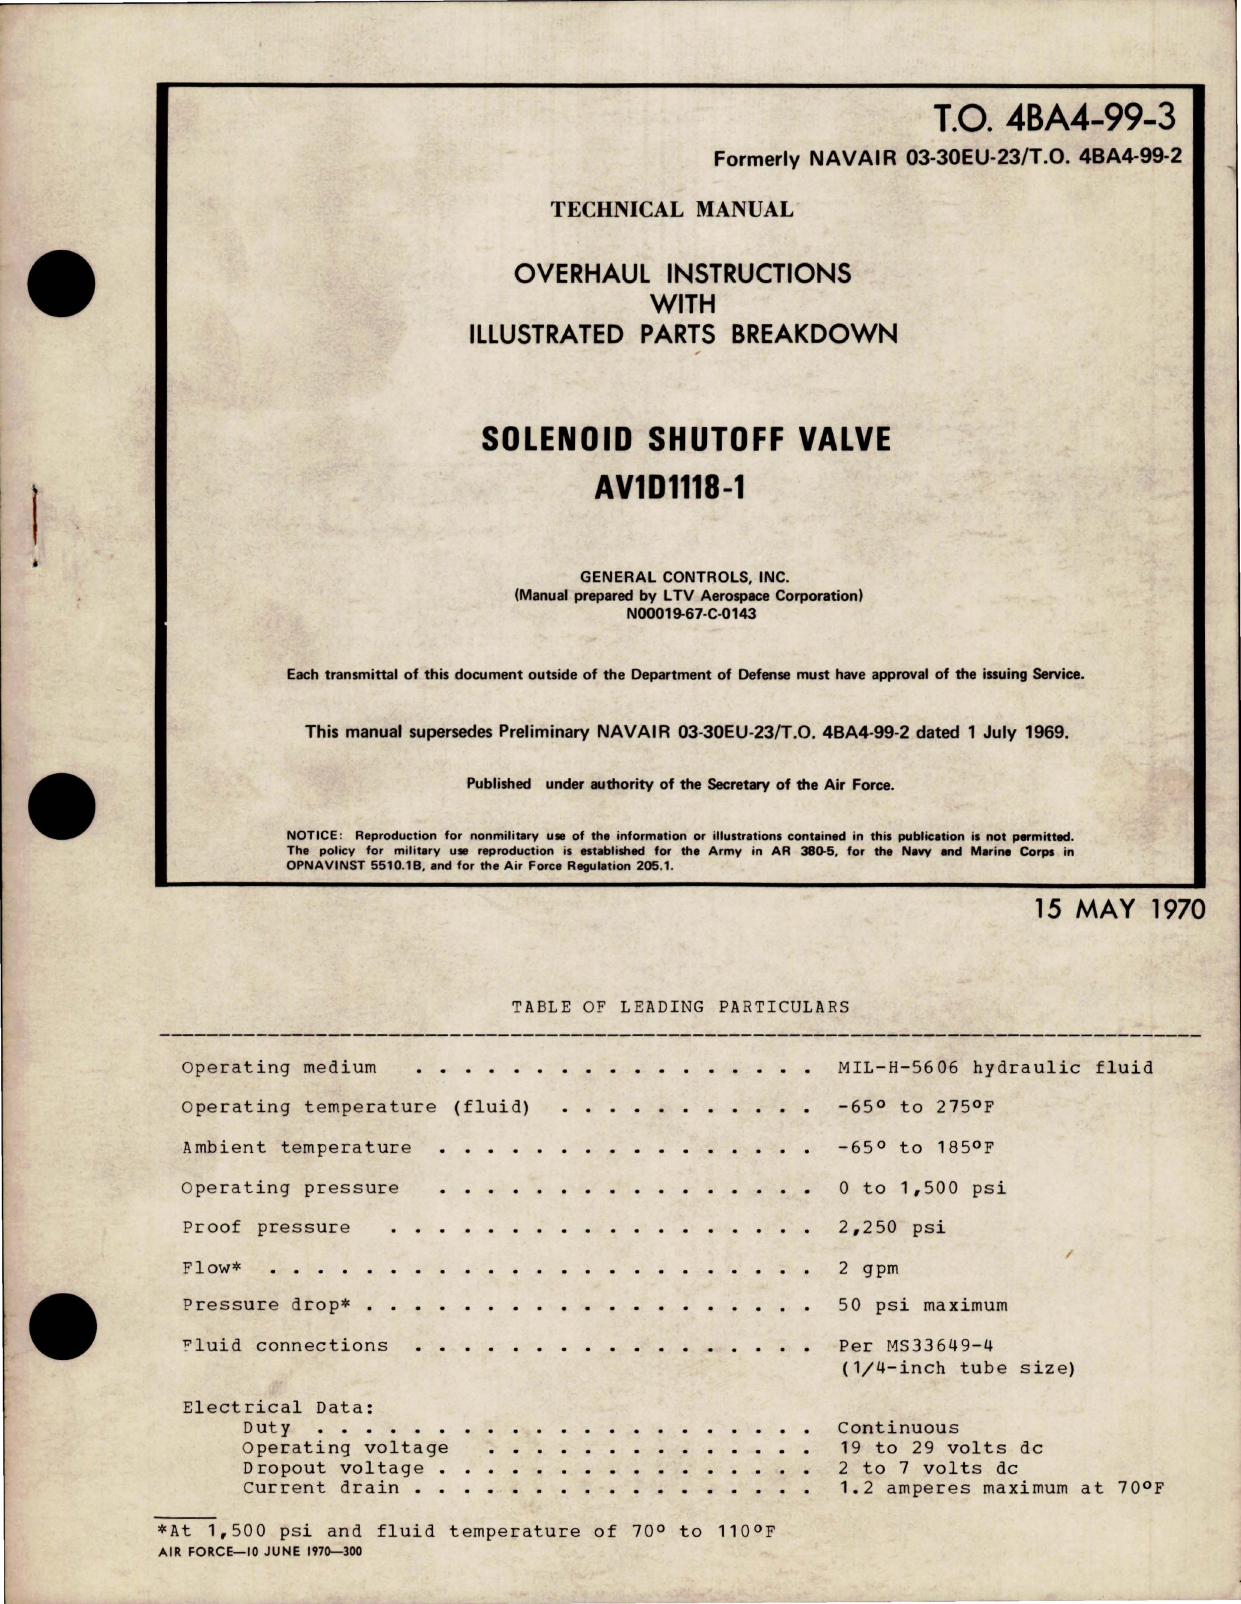 T.O. 4BA4-99-3
Formerly NAVAIR 03-30EU-23/T.O. 4BA4-99-2
TECHNICAL MANUAL
OVERHAUL INSTRUCTIONS
WITH
ILLUSTRATED PARTS BREAKDOWN
SOLENOID SHUTOFF VALVE
AV1D1118-1
GENERAL CONTROLS, INC.
(Manual prepared by LTV Aerospace Corporation)
N00019-67-C-0143
Each transmittal of this document outside of the Department of Defense must have approval of the issuing Service.
This manual supersedes Preliminary NAVAIR 03-30EU-23/T.O. 4BA4-99-2 dated 1 July 1969.
Published under authority of the Secretary of the Air Force.
NOTICE: Reproduction for nonmilitary use of the information or illustrations contained in this publication is not permitted.
The policy for military use reproduction is established for the Army in AR 380-5, for the Navy and Marine Corps in
OPNAVINST 5510.1B, and for the Air Force Regulation 205.1.
15 MAY 1970
TABLE OF LEADING PARTICULARS
Operating medium . . . . . . . . . . . . . . . . . MIL-H-5606 hydraulic fluid
Operating temperature (fluid) . . . . . . . . . . . -65º to 275ºF
Ambient temperature . . . . . . . . . . . . . . . . -65º to 185ºF
Operating pressure . . . . . . . . . . . . . . . . 0 to 1,500 psi
Proof pressure . . . . . . . . . . . . . . . . . . 2,250 psi
Flow* . . . . . . . . . . . . . . . . . . . . . . . 2 gpm
Pressure drop* . . . . . . . . . . . . . . . . . . . 50 psi maximum
Fluid connections . . . . . . . . . . . . . . . . . Per MS33649-4
(1/4-inch tube size)
Electrical Data:
Duty . . . . . . . . . . . . . . . . . . . . . Continuous
Operating voltage . . . . . . . . . . . . . . 19 to 29 volts dc
Dropout voltage . . . . . . . . . . . . . . . . 2 to 7 volts dc
Current drain . . . . . . . . . . . . . . . . . 1.2 amperes maximum at 70ºF
*At 1,500 psi and fluid temperature of 70º to 110ºF
AIR FORCE—10 JUNE 1970—300